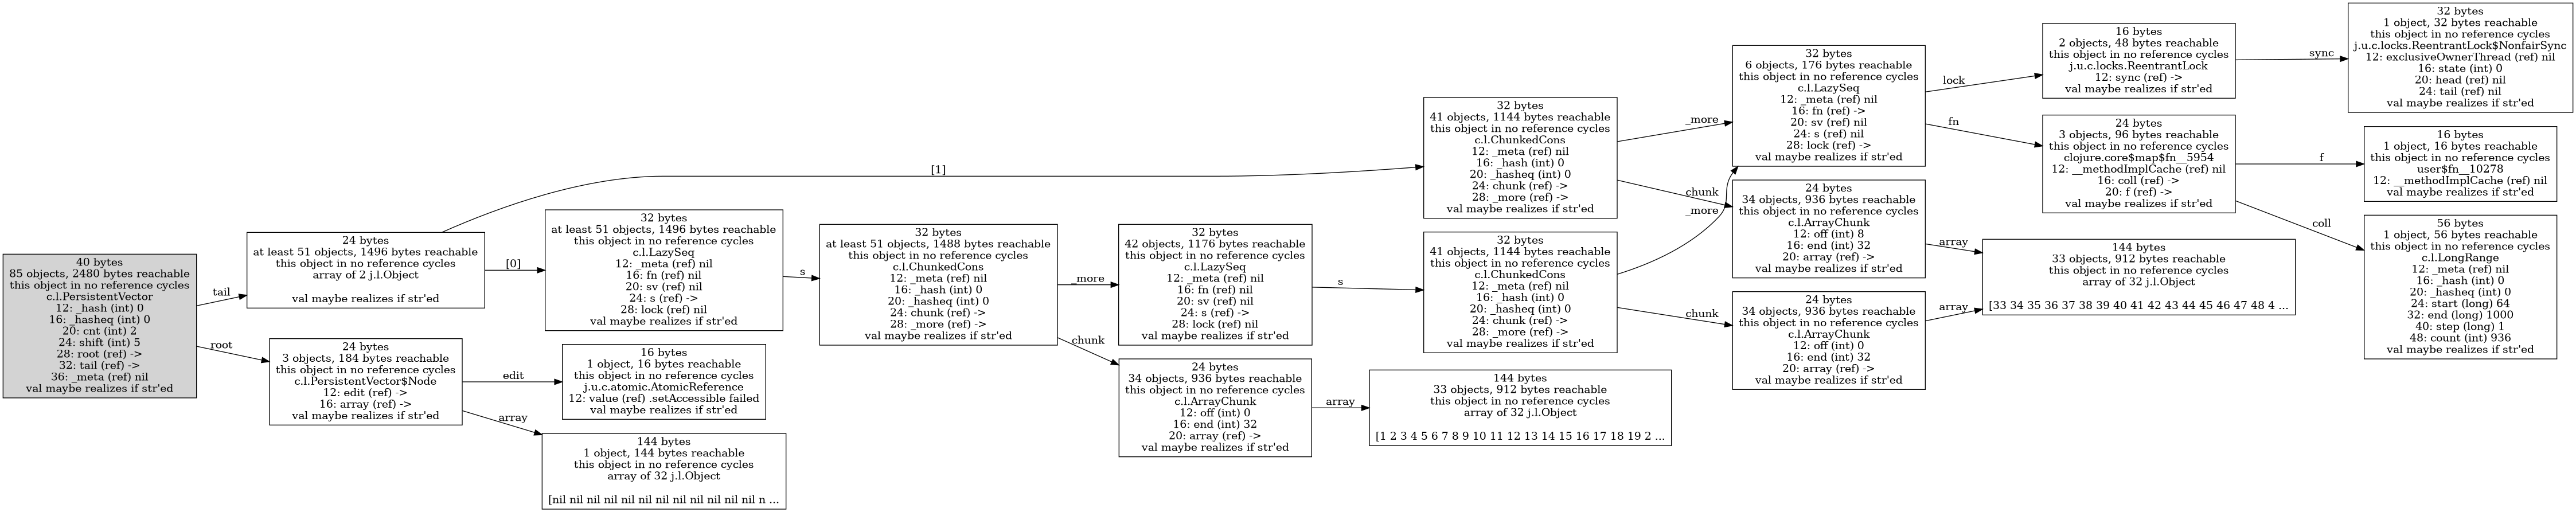 40 bytes
85 objects, 2480 bytes reachable
this object in no reference cycles
c.l.PersistentVector
12: _hash (int) 0
16: _hasheq (int) 0
20: cnt (int) 2
24: shift (int) 5
28: root (ref) ->
32: tail (ref) ->
36: _meta (ref) nil
val maybe realizes if str'ed
tail
root
24 bytes
at least 51 objects, 1496 bytes reachable
this object in no reference cycles
array of 2 j.l.Object
val maybe realizes if str'ed
24 bytes
3 objects, 184 bytes reachable
this object in no reference cycles
c.l.PersistentVector$Node
12: edit (ref) ->
16: array (ref) ->
val maybe realizes if str'ed
[1]
[0]
edit
array
32 bytes
at least 51 objects, 1496 bytes reachable
this object in no reference cycles
c.l.LazySeq
12: _meta (ref) nil
16: fn (ref) nil
20: sv (ref) nil
24: s (ref) ->
28: lock (ref) nil
val maybe realizes if str'ed
16 bytes
1 object, 16 bytes reachable
this object in no reference cycles
j.u.c.atomic.AtomicReference
12: value (ref) .setAccessible failed
val maybe realizes if str'ed
144 bytes
1 object, 144 bytes reachable
this object in no reference cycles
array of 32 j.l.Object
[nil nil nil nil nil nil nil nil nil nil nil nil n ...
s
32 bytes
at least 51 objects, 1488 bytes reachable
this object in no reference cycles
c.l.ChunkedCons
12: _meta (ref) nil
16: _hash (int) 0
20: _hasheq (int) 0
24: chunk (ref) ->
28: _more (ref) ->
val maybe realizes if str'ed
_more
chunk
32 bytes
42 objects, 1176 bytes reachable
this object in no reference cycles
c.l.LazySeq
12: _meta (ref) nil
16: fn (ref) nil
20: sv (ref) nil
24: s (ref) ->
28: lock (ref) nil
val maybe realizes if str'ed
24 bytes
34 objects, 936 bytes reachable
this object in no reference cycles
c.l.ArrayChunk
12: off (int) 0
16: end (int) 32
20: array (ref) ->
val maybe realizes if str'ed
s
array
32 bytes
41 objects, 1144 bytes reachable
this object in no reference cycles
c.l.ChunkedCons
12: _meta (ref) nil
16: _hash (int) 0
20: _hasheq (int) 0
24: chunk (ref) ->
28: _more (ref) ->
val maybe realizes if str'ed
32 bytes
41 objects, 1144 bytes reachable
this object in no reference cycles
c.l.ChunkedCons
12: _meta (ref) nil
16: _hash (int) 0
20: _hasheq (int) 0
24: chunk (ref) ->
28: _more (ref) ->
val maybe realizes if str'ed
144 bytes
33 objects, 912 bytes reachable
this object in no reference cycles
array of 32 j.l.Object
[1 2 3 4 5 6 7 8 9 10 11 12 13 14 15 16 17 18 19 2 ...
_more
chunk
_more
chunk
32 bytes
6 objects, 176 bytes reachable
this object in no reference cycles
c.l.LazySeq
12: _meta (ref) nil
16: fn (ref) ->
20: sv (ref) nil
24: s (ref) nil
28: lock (ref) ->
val maybe realizes if str'ed
24 bytes
34 objects, 936 bytes reachable
this object in no reference cycles
c.l.ArrayChunk
12: off (int) 8
16: end (int) 32
20: array (ref) ->
val maybe realizes if str'ed
24 bytes
34 objects, 936 bytes reachable
this object in no reference cycles
c.l.ArrayChunk
12: off (int) 0
16: end (int) 32
20: array (ref) ->
val maybe realizes if str'ed
lock
fn
array
array
16 bytes
2 objects, 48 bytes reachable
this object in no reference cycles
j.u.c.locks.ReentrantLock
12: sync (ref) ->
val maybe realizes if str'ed
24 bytes
3 objects, 96 bytes reachable
this object in no reference cycles
clojure.core$map$fn__5954
12: __methodImplCache (ref) nil
16: coll (ref) ->
20: f (ref) ->
val maybe realizes if str'ed
144 bytes
33 objects, 912 bytes reachable
this object in no reference cycles
array of 32 j.l.Object
[33 34 35 36 37 38 39 40 41 42 43 44 45 46 47 48 4 ...
sync
f
coll
32 bytes
1 object, 32 bytes reachable
this object in no reference cycles
j.u.c.locks.ReentrantLock$NonfairSync
12: exclusiveOwnerThread (ref) nil
16: state (int) 0
20: head (ref) nil
24: tail (ref) nil
val maybe realizes if str'ed
16 bytes
1 object, 16 bytes reachable
this object in no reference cycles
user$fn__10278
12: __methodImplCache (ref) nil
val maybe realizes if str'ed
56 bytes
1 object, 56 bytes reachable
this object in no reference cycles
c.l.LongRange
12: _meta (ref) nil
16: _hash (int) 0
20: _hasheq (int) 0
24: start (long) 64
32: end (long) 1000
40: step (long) 1
48: count (int) 936
val maybe realizes if str'ed